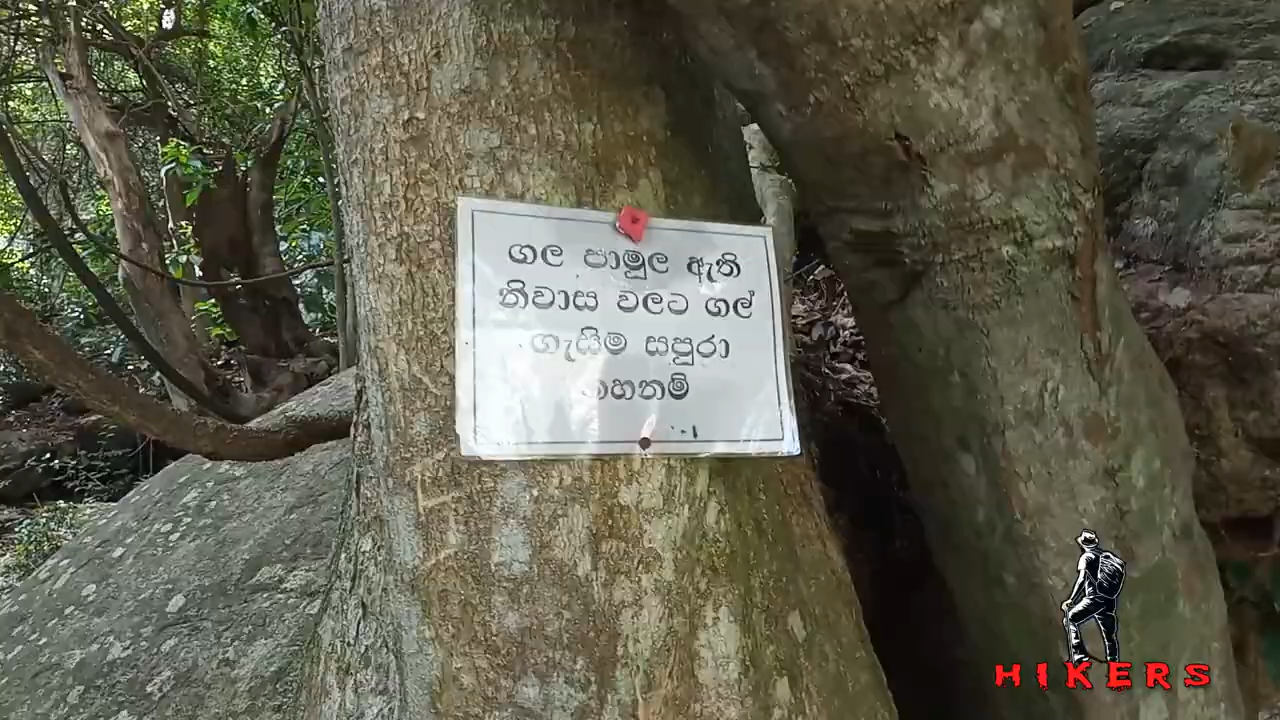 ගල පාමුල ඇති
නිවාස වලට ගල්
ගැසිම සපුරා
තහනම්
HIKERS